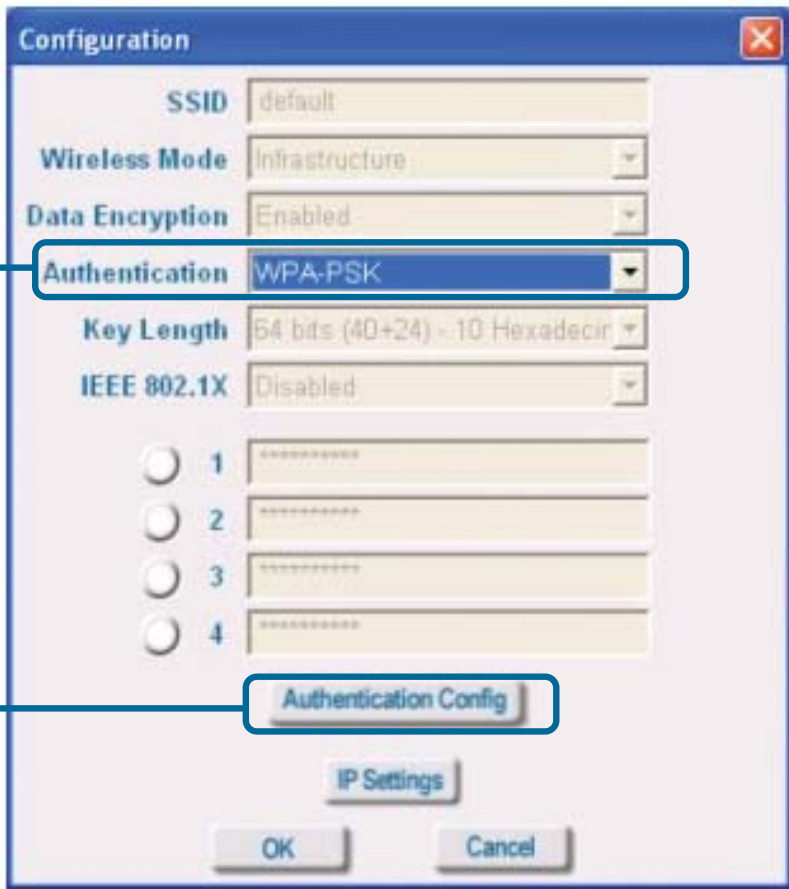 Configuration
SSID default
Wireless Mode Infrastructure
Data Encryption Enabled
Authentication WPA-PSK
Key Length 64 bits (40+24) - 10 Hexadecir
IEEE 802.1X Disabled
1 **********
2 **********
3 **********
4 **********
Authentication Config
IP Settings
OK Cancel